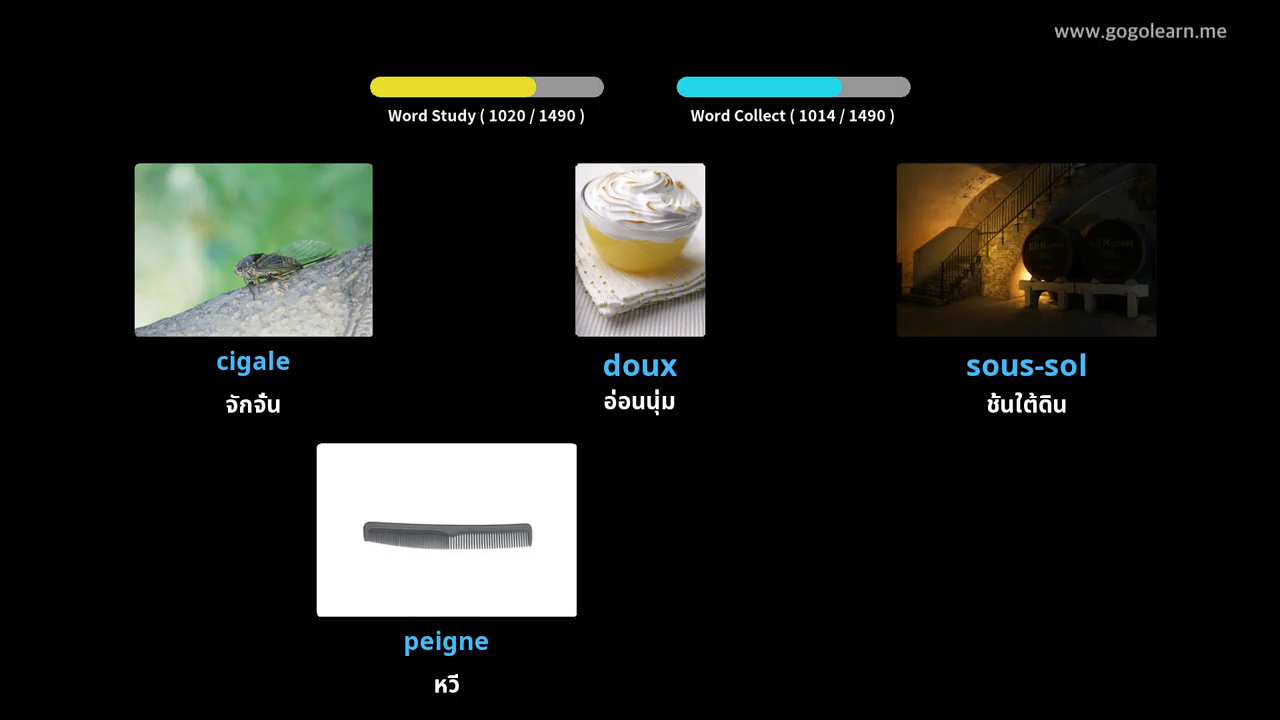 www.gogolearn.me
Word Study ( 1020 / 1490 )
Word Collect ( 1014 / 1490 )
cigale
จักจั่น
doux
อ่อนนุ่ม
sous-sol
ชั้นใต้ดิน
peigne
หวี